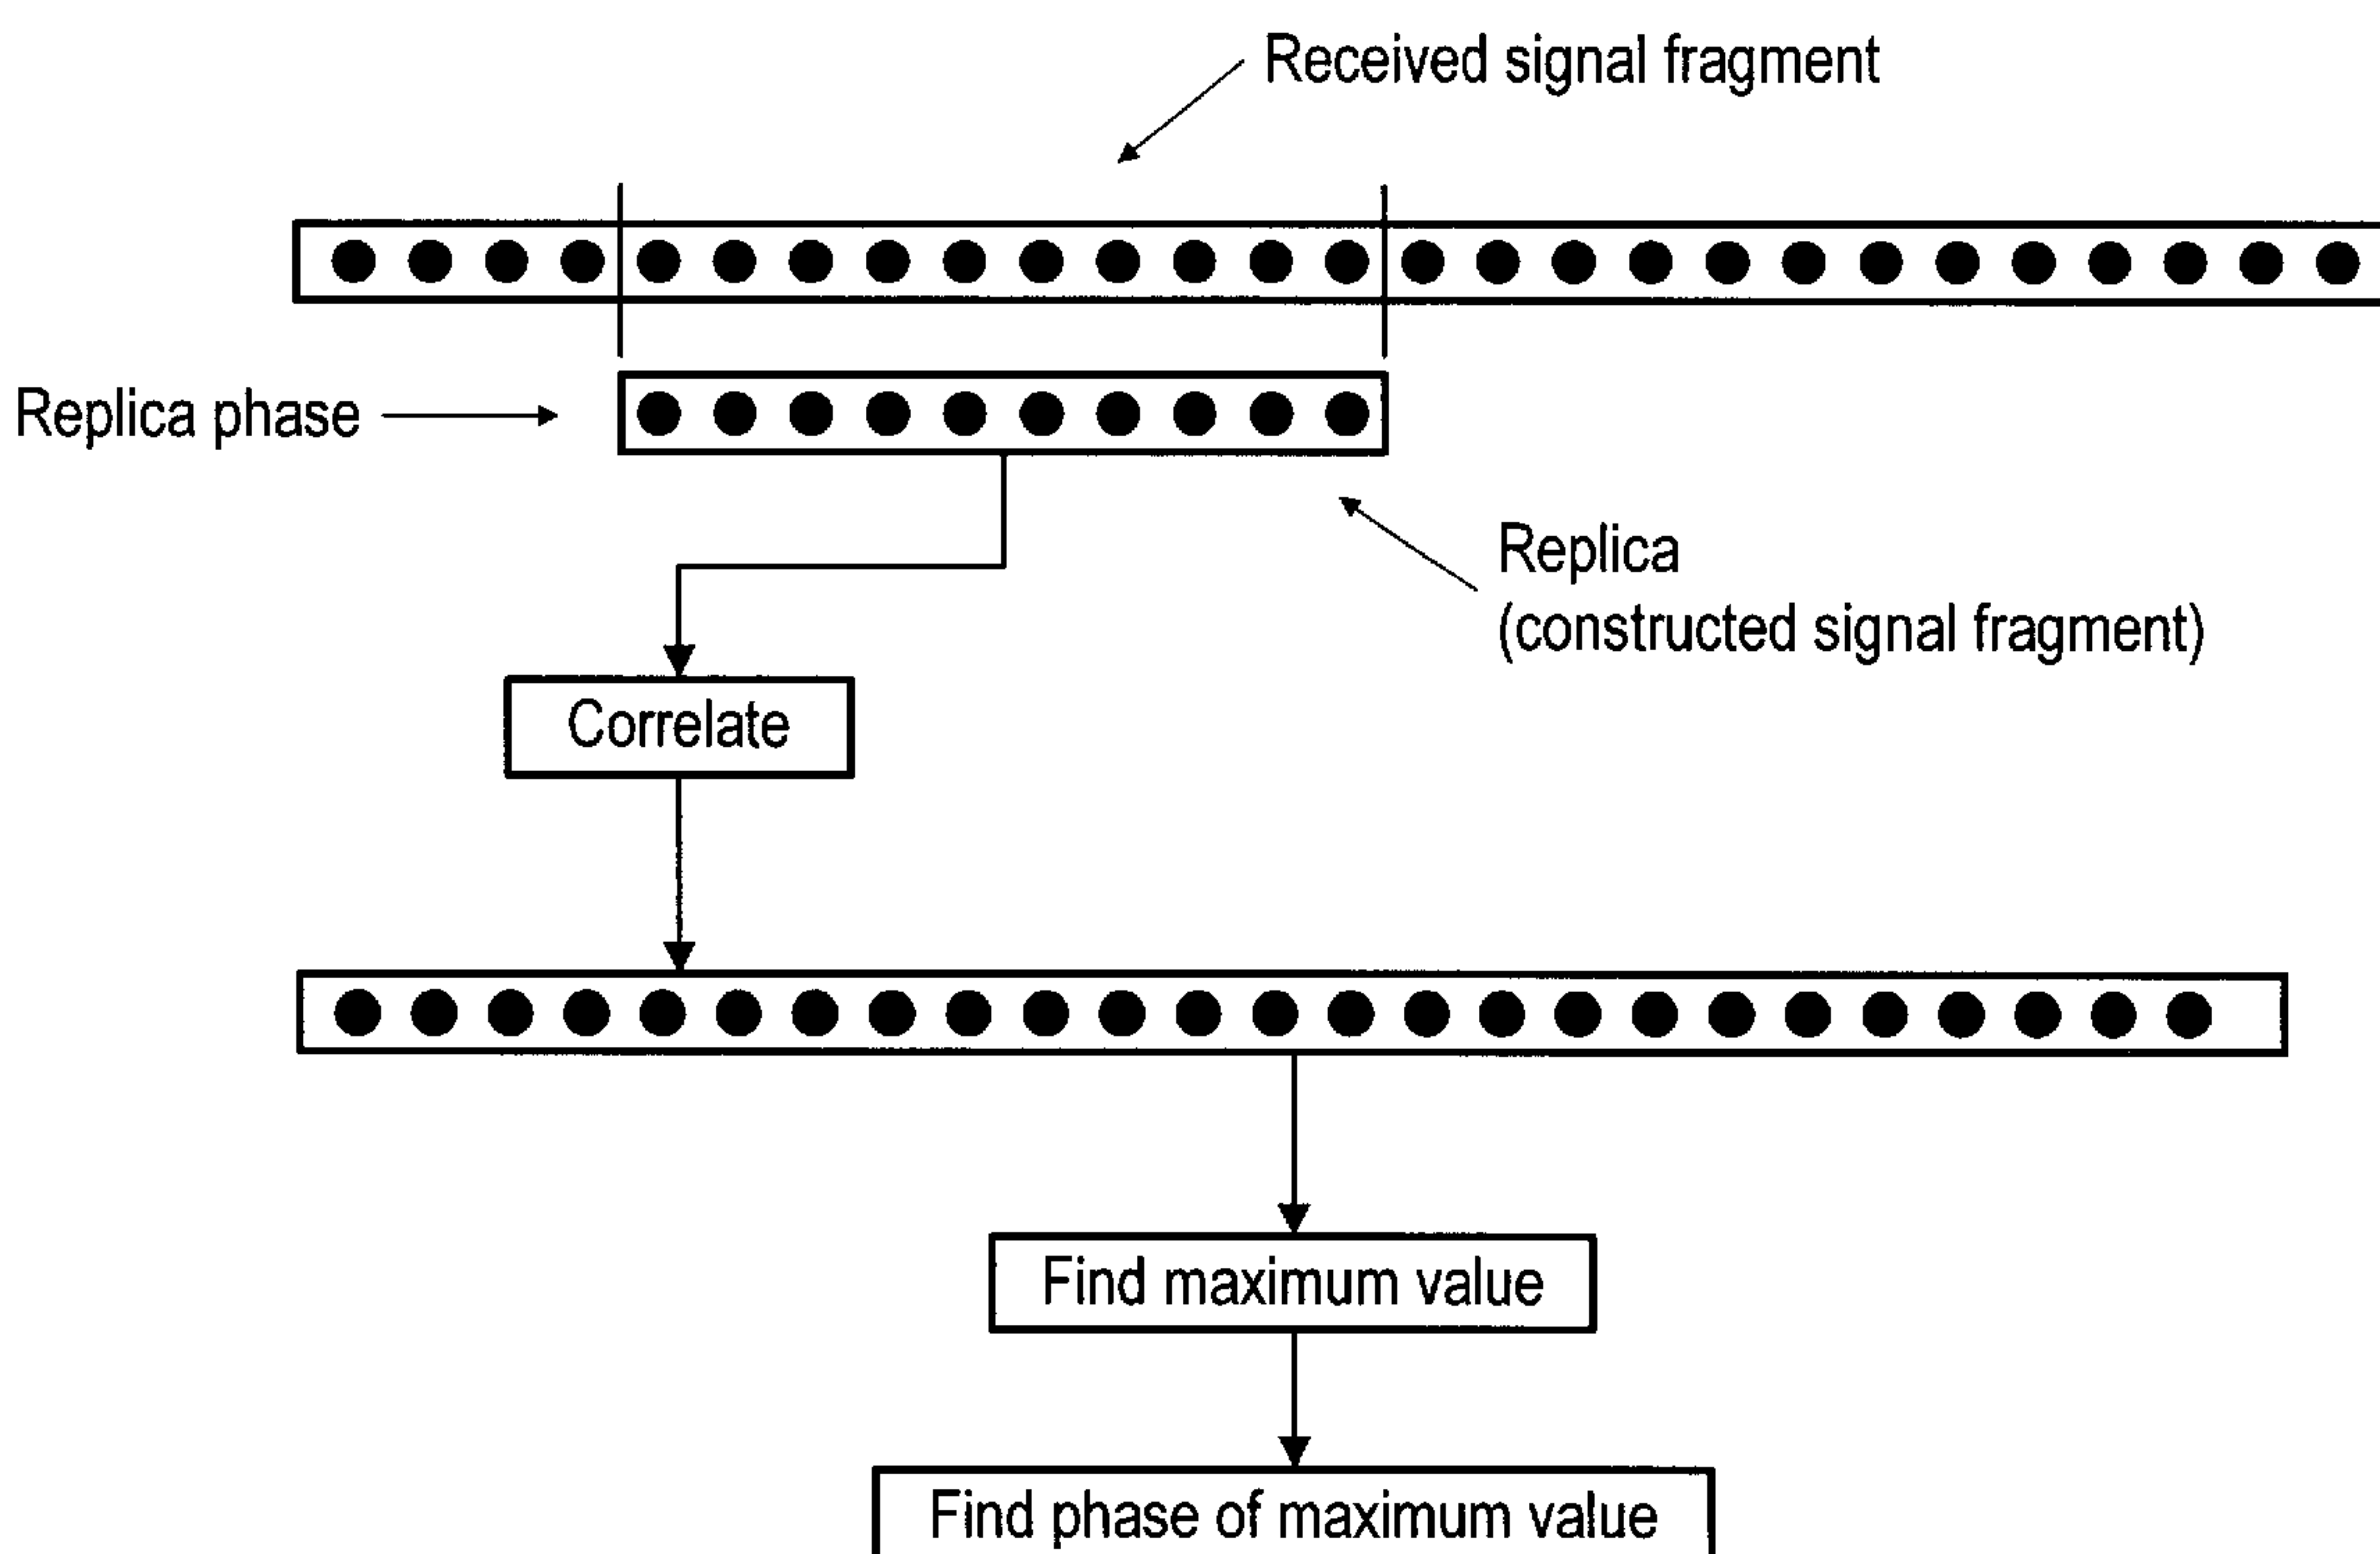 Received signal fragment
Replica phase
Replica
(constructed signal fragment)
Correlate
Find maximum value
Find phase of maximum value